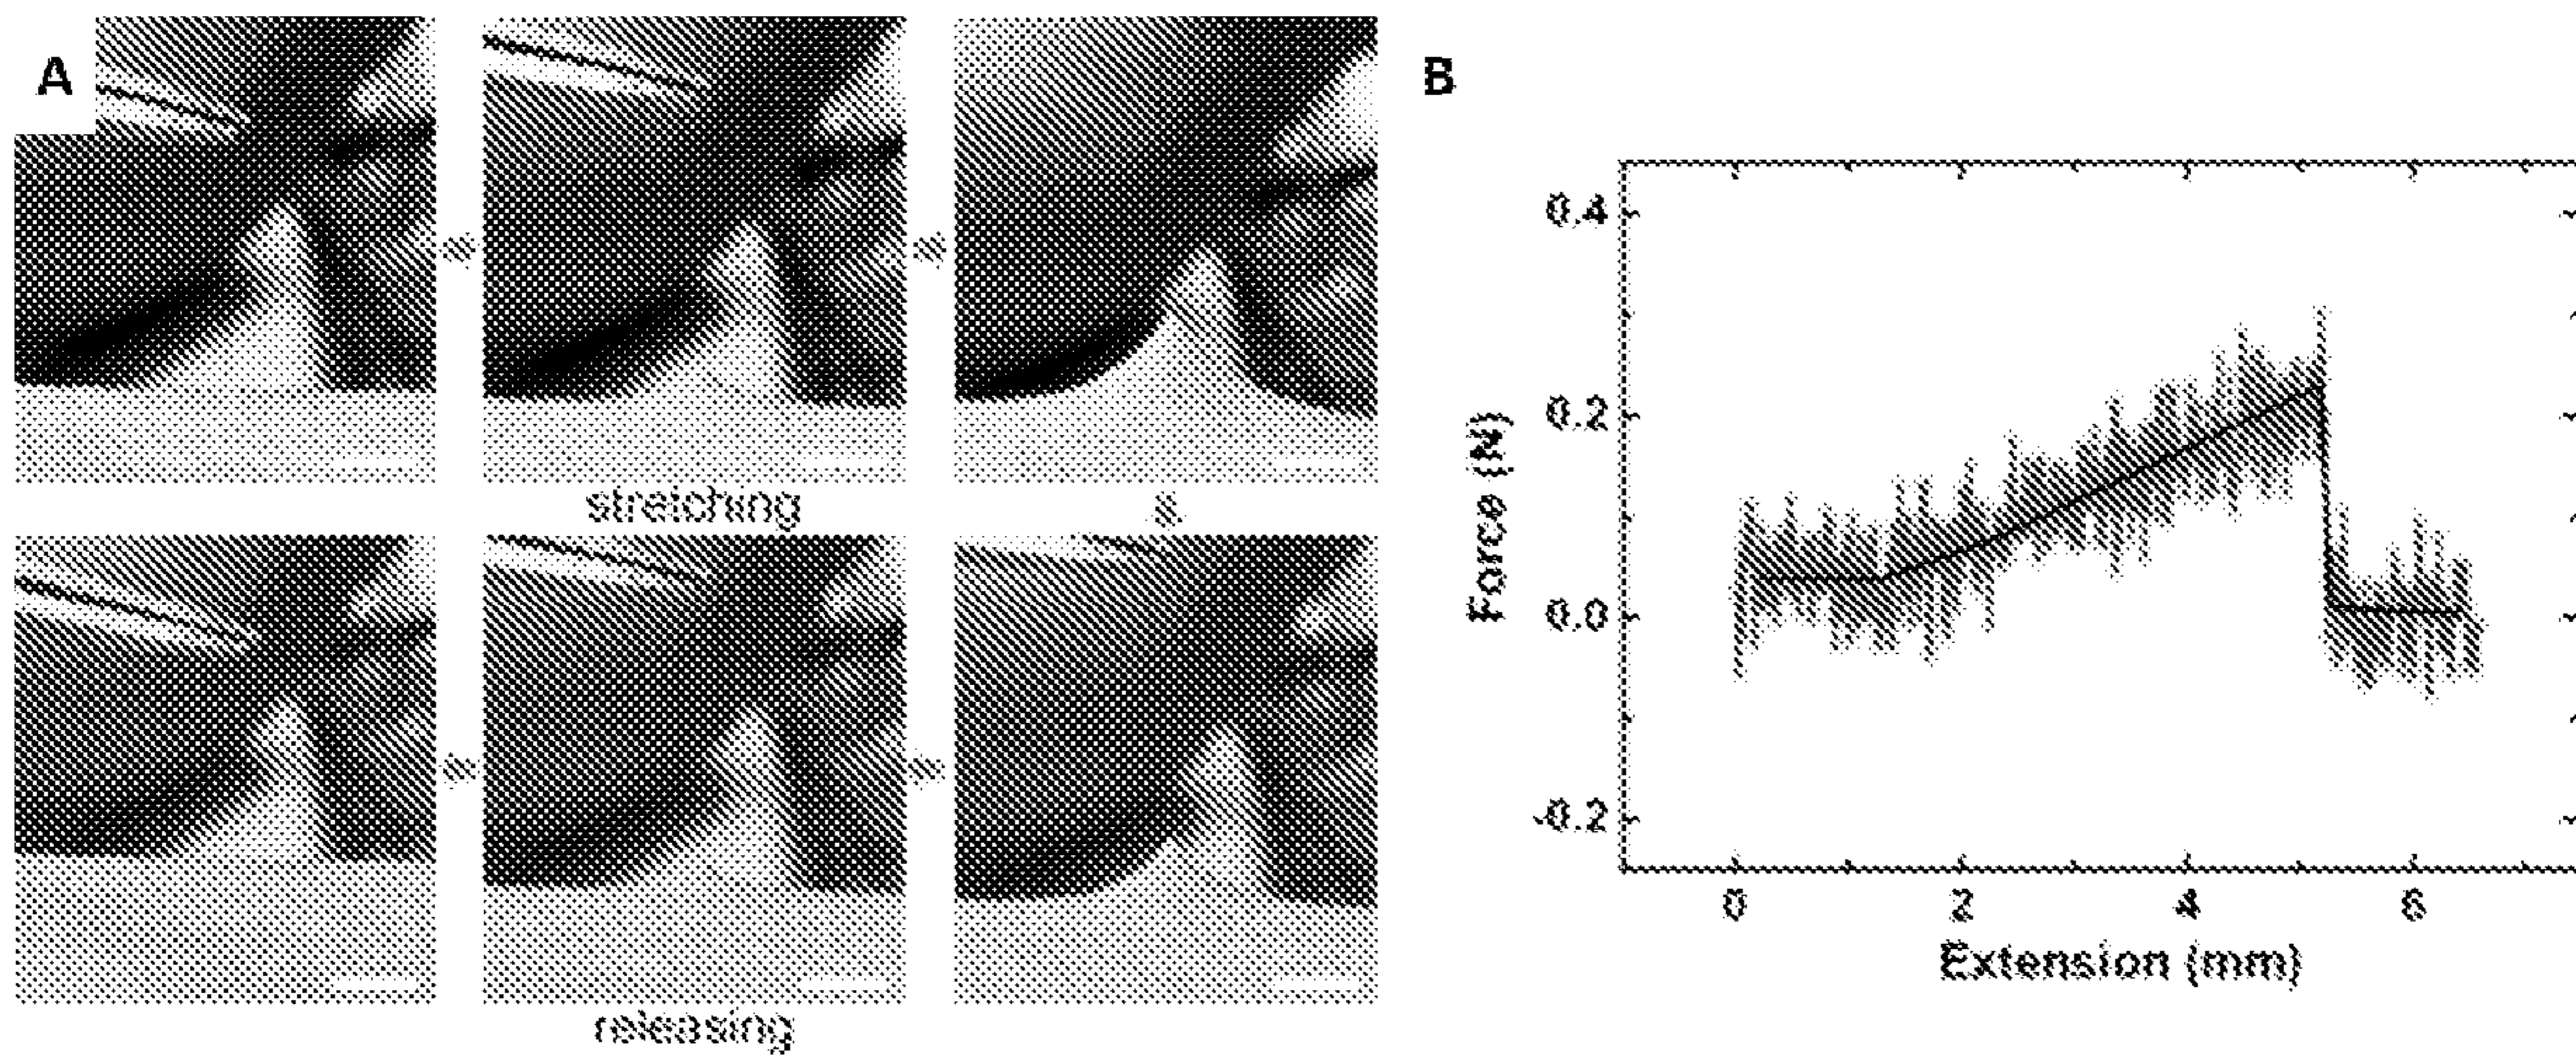 A
stretching
releasing
B
0.4
0.2
0.0
-0.2
Force (N)
0 2 4 6
Extension (mm)